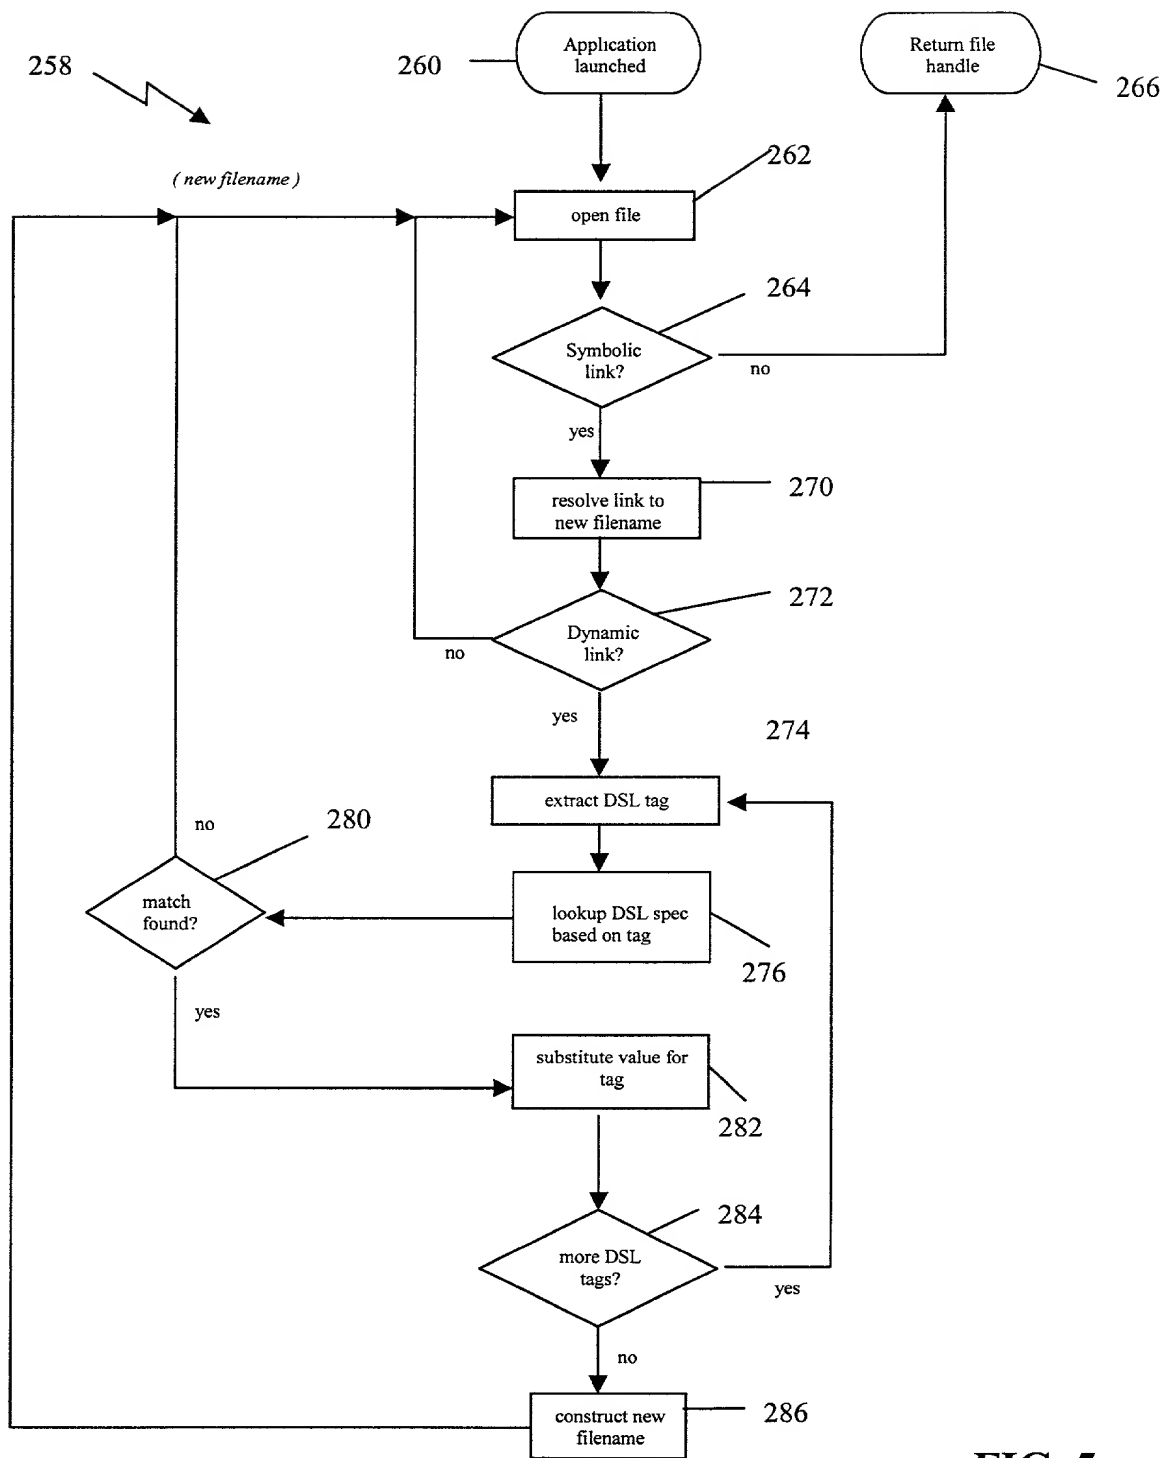 Application
launched
Return file
handle
258
260
266
262
( new filename )
open file
264
Symbolic
link?
no
yes
270
resolve link to
new filename
272
Dynamic
link?
no
yes
274
extract DSL tag
no
280
match
found?
lookup DSL spec
based on tag
276
yes
substitute value for
tag
282
284
more DSL
tags?
yes
no
construct new
filename
286